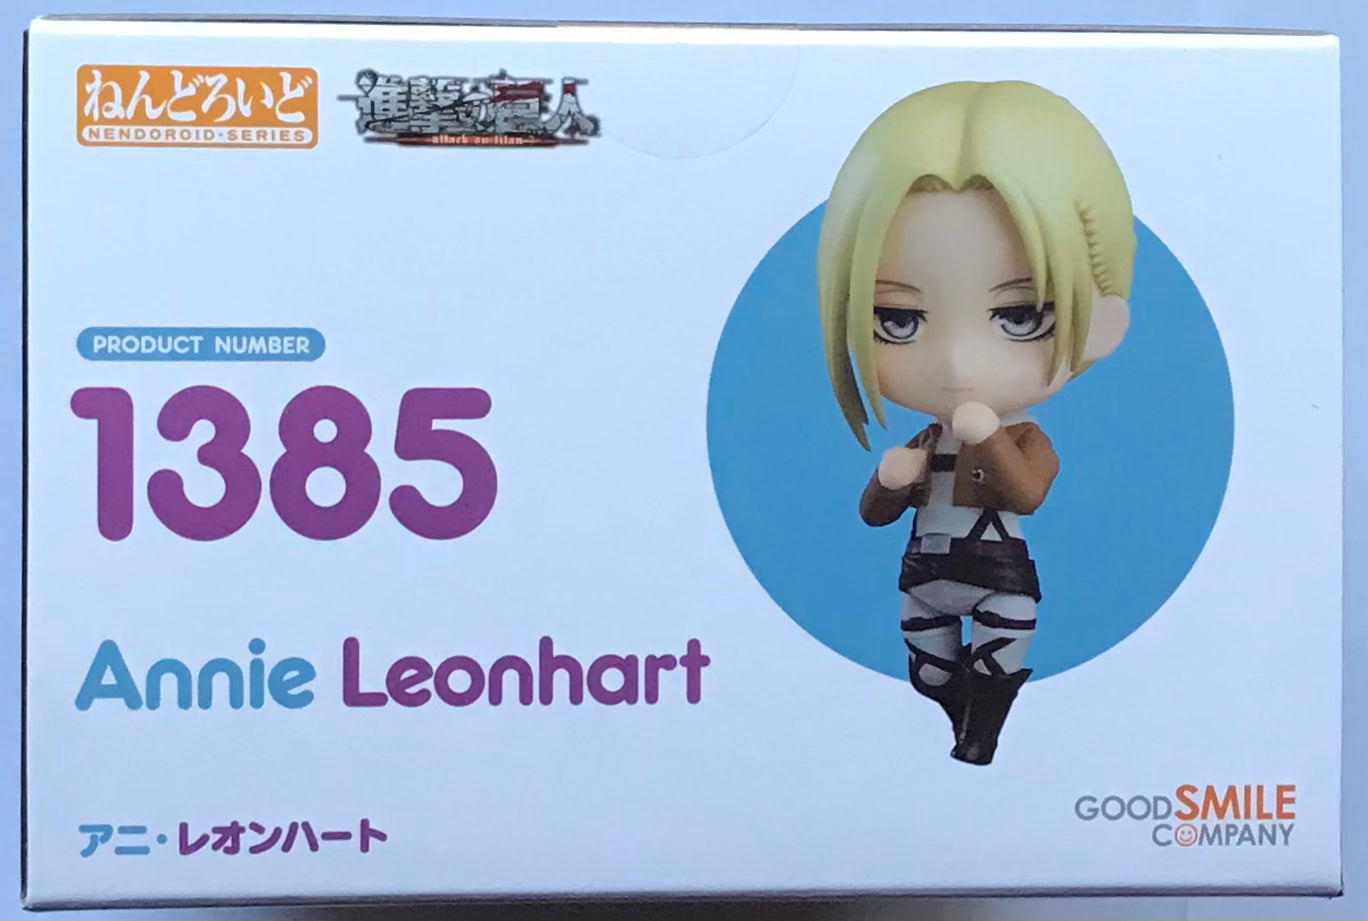 ねんどろいど
NENDOROID·SERIES
進撃の巨人
attack on titan
PRODUCT NUMBER
1385
Annie Leonhart
アニ・レオンハート
GOOD SMILE
COMPANY